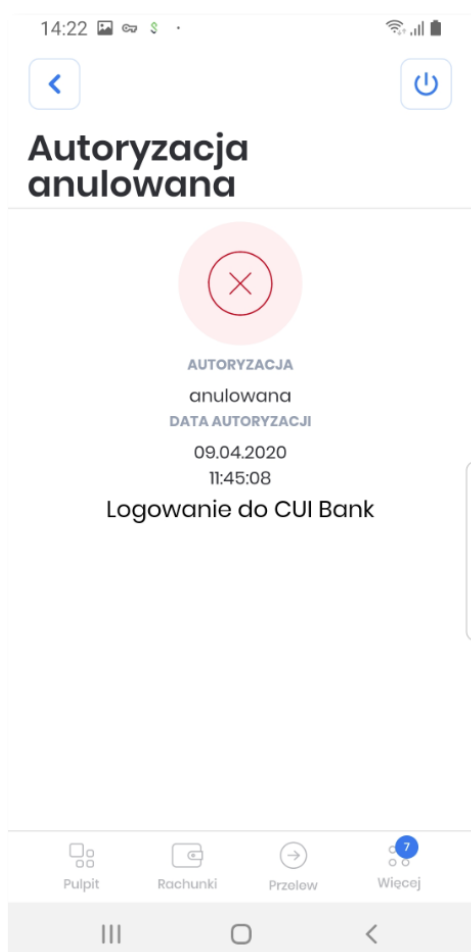 14:22
Autoryzacja
anulowana
AUTORYZACJA
anulowana
DATA AUTORYZACJI
09.04.2020
11:45:08
Logowanie do CUI Bank
7
Pulpit Rachunki Przelew Więcej